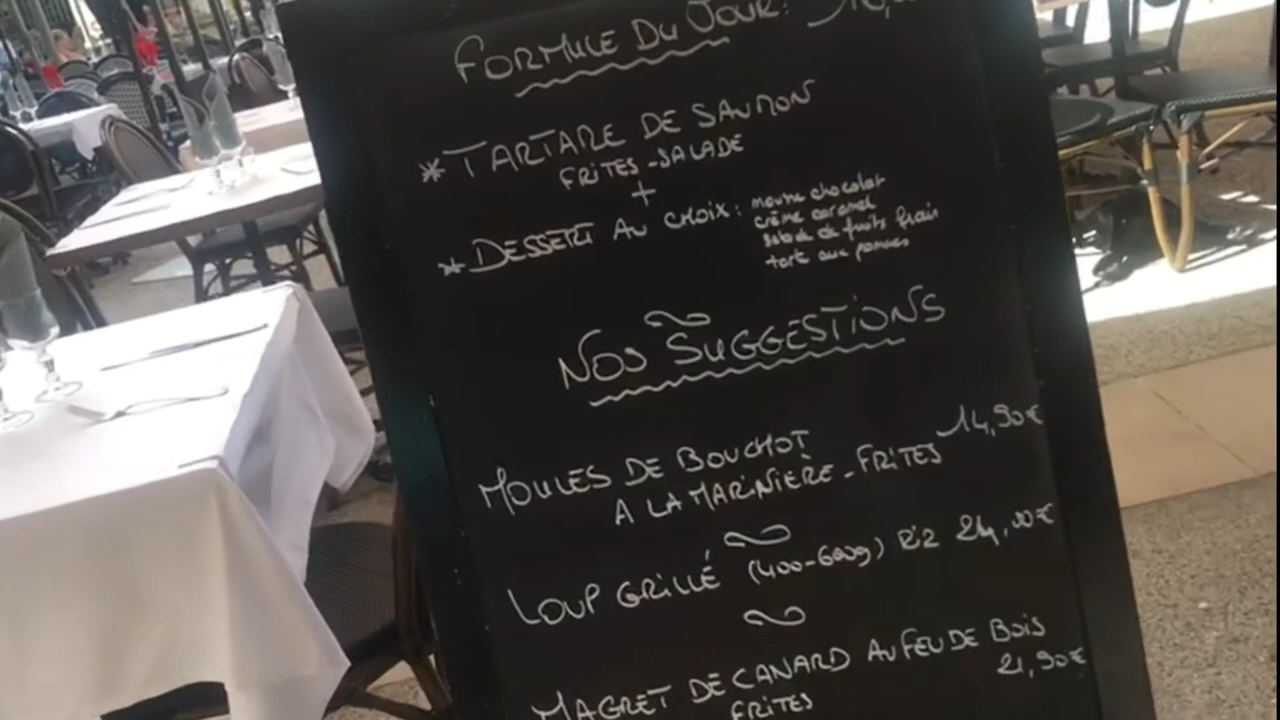 FORMULE DU JOUR:
* TARTARE DE SAUMON
FRITES - SALADE
+
* DESSERT AU CHOIX : mousse chocolat
crème caramel
salade de fruits frais
tarte aux pommes
NOS SUGGESTIONS
MOULES DE BOUCHOT
A LA MARINIÈRE - FRITES 14,90€
LOUP GRILLÉ (400-600g) RIZ 24,00€
MAGRET DE CANARD AU FEU DE BOIS
FRITES 21,90€